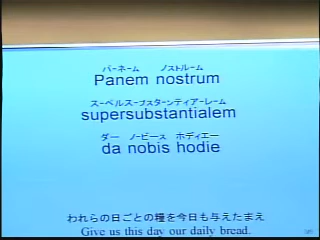 パーネーム ノストルーム
Panem nostrum
スーペルスーブスターンティアーレーム
supersubstantialem
ダー ノービース ホディエー
da nobis hodie
われらの日ごとの糧を今日も与えたまえ
Give us this day our daily bread.